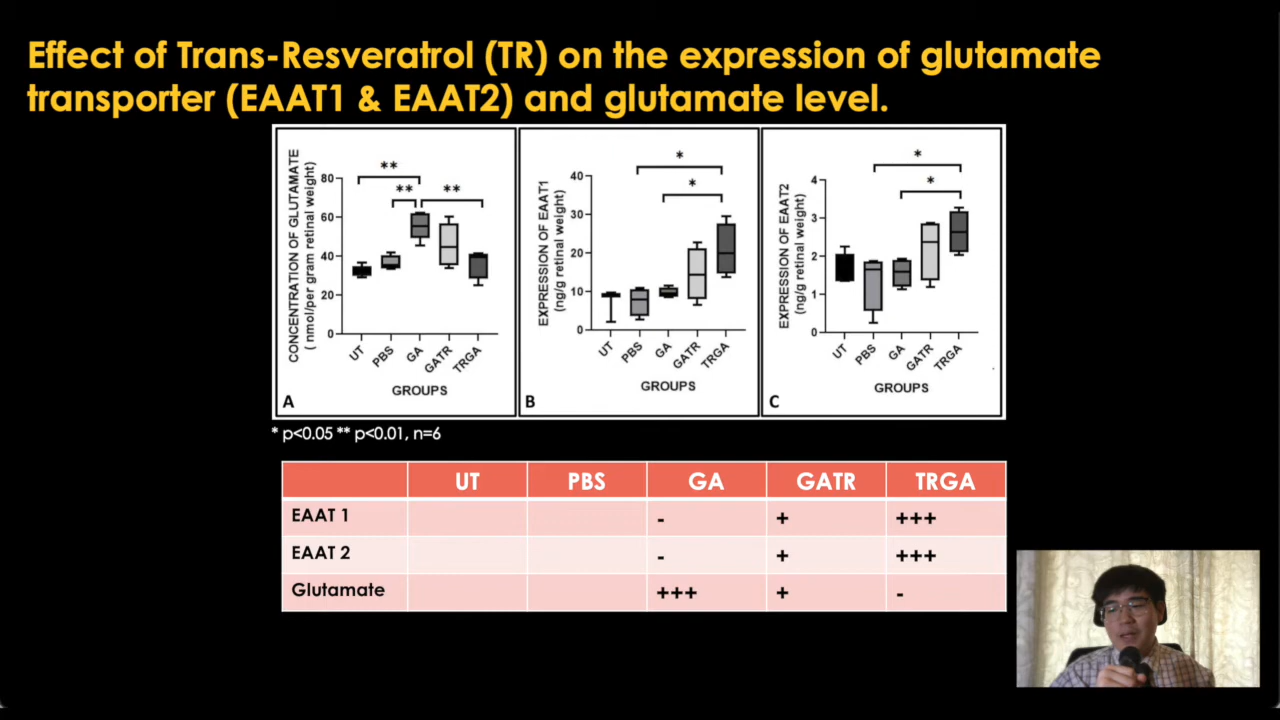 Effect of Trans-Resveratrol (TR) on the expression of glutamate
transporter (EAAT1 & EAAT2) and glutamate level.
CONCENTRATION OF GLUTAMATE
( nmol/per gram retinal weight)
80
60
40
20
0
** ** **
UT PBS GA GATR TRGA
GROUPS
A
EXPRESSION OF EAAT1
(ng/g retinal weight)
40
30
20
10
0
*
*
UT PBS GA GATR TRGA
GROUPS
B
EXPRESSION OF EAAT2
(ng/g retinal weight)
4
3
2
1
0
*
*
UT PBS GA GATR TRGA
GROUPS
C
* p<0.05 ** p<0.01, n=6
UT PBS GA GATR TRGA
EAAT 1 - + +++
EAAT 2 - + +++
Glutamate +++ + -